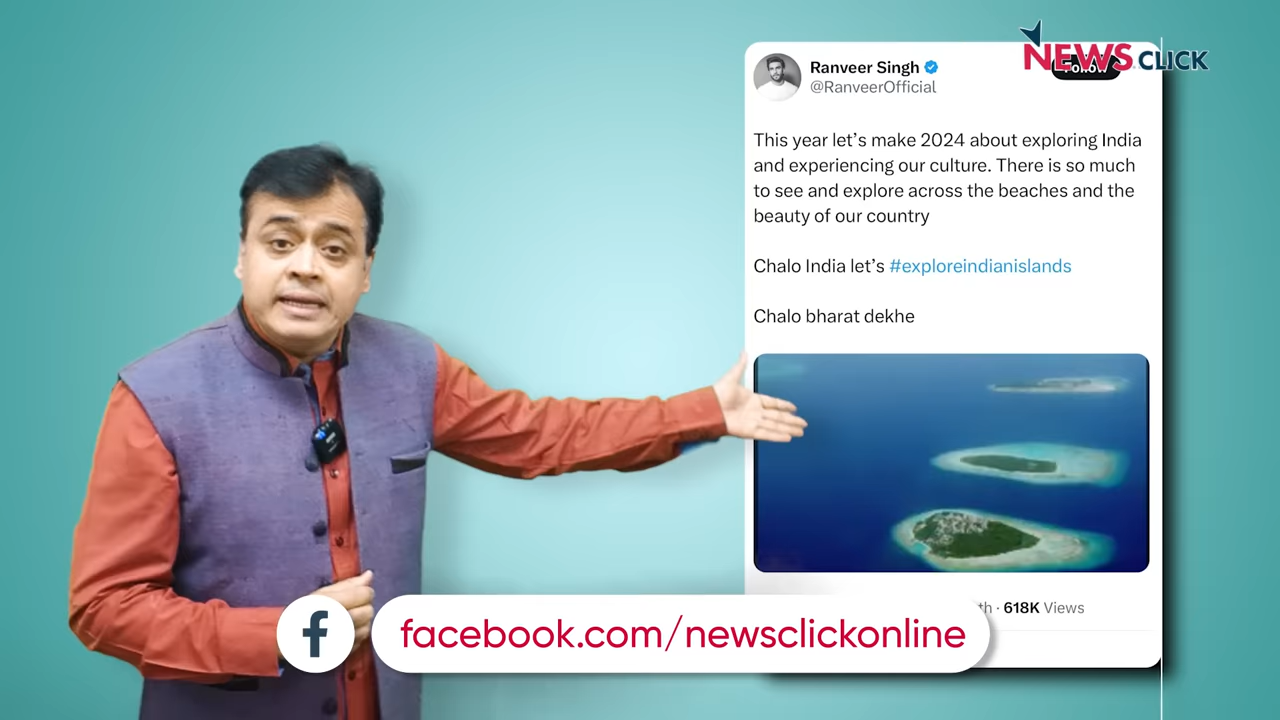 NEWS CLICK
Ranveer Singh
@RanveerOfficial
Follow
This year let's make 2024 about exploring India
and experiencing our culture. There is so much
to see and explore across the beaches and the
beauty of our country
Chalo India let's #exploreindianislands
Chalo bharat dekhe
618K Views
facebook.com/newsclickonline